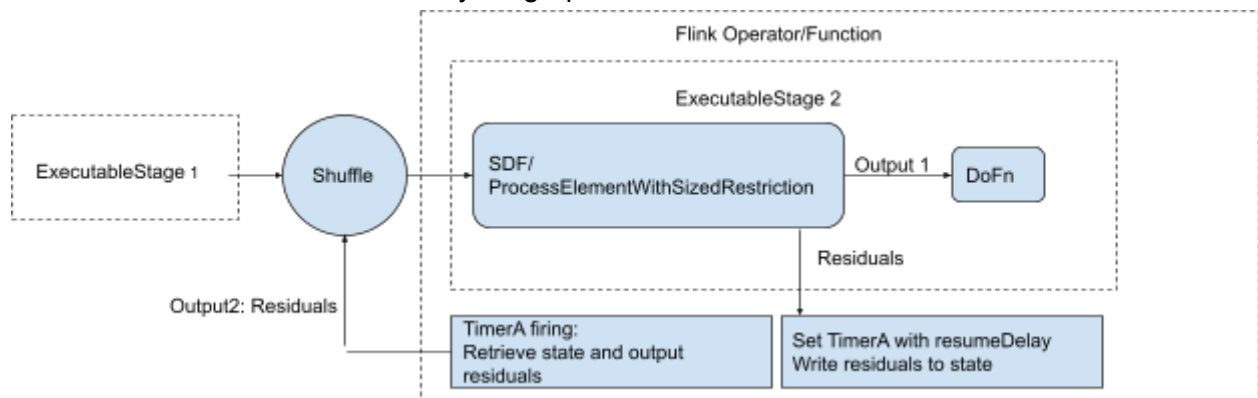 Flink Operator/Function
ExecutableStage 2
ExecutableStage 1
Shuffle
SDF/
ProcessElementWithSizedRestriction
Output 1
DoFn
Residuals
Output2: Residuals
TimerA firing:
Retrieve state and output
residuals
Set TimerA with resumeDelay
Write residuals to state